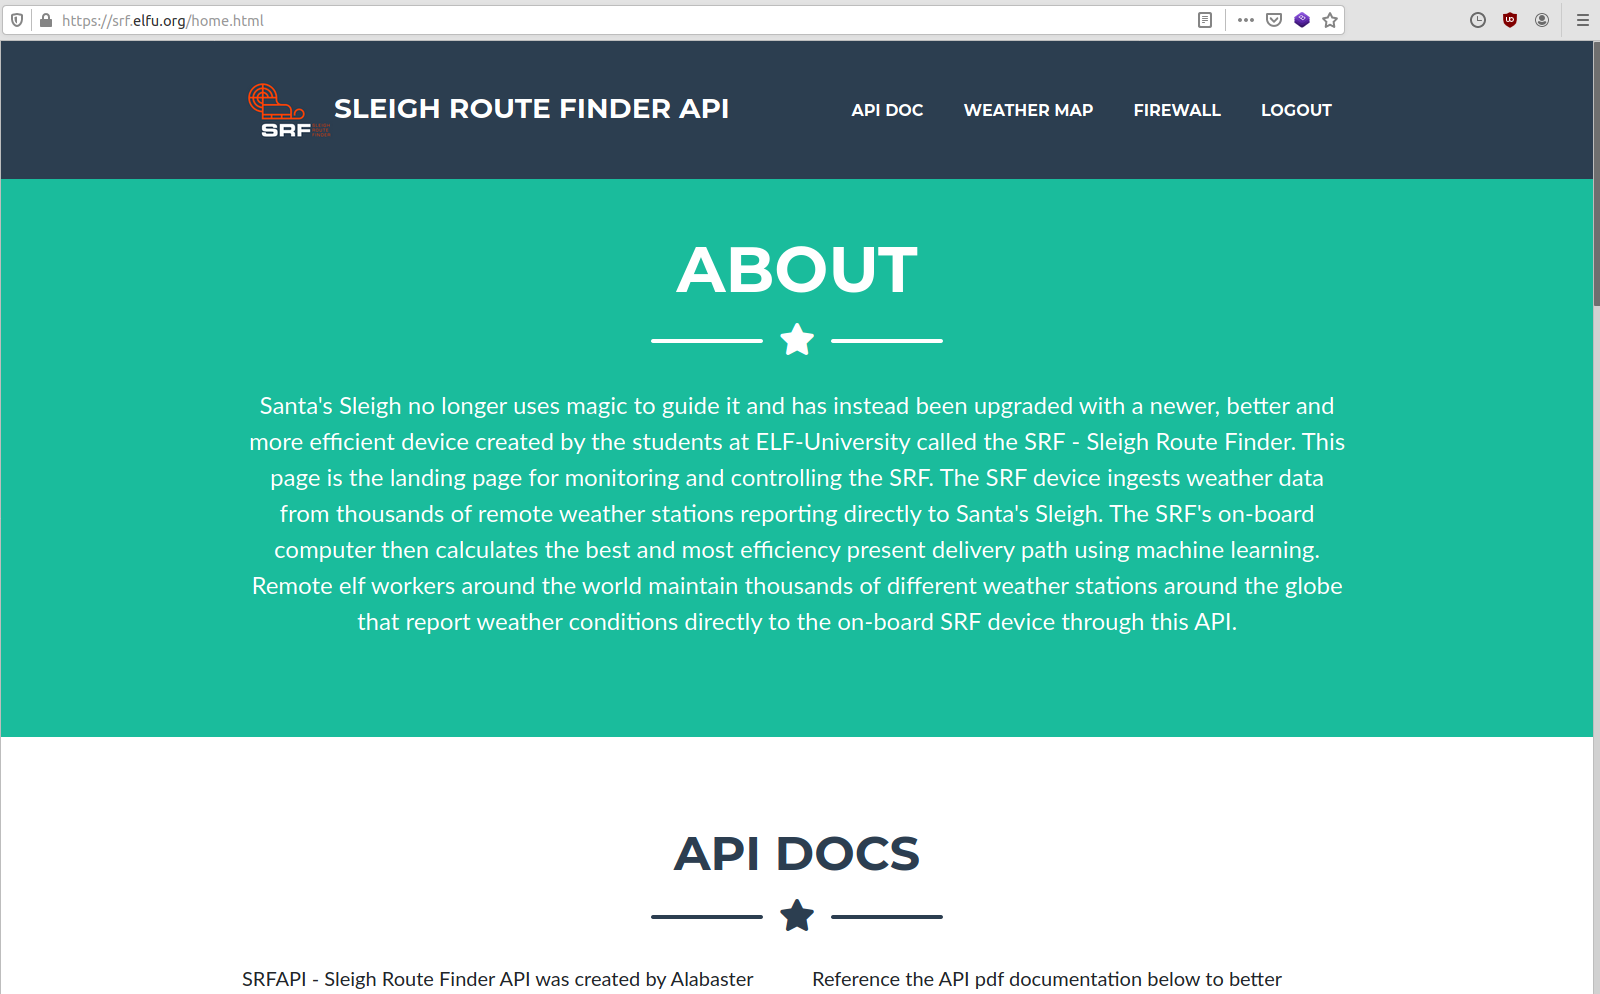 https://srf.elfu.org/home.html
SRF
SLEIGH ROUTE FINDER API
API DOC
WEATHER MAP
FIREWALL
LOGOUT
ABOUT
Santa's Sleigh no longer uses magic to guide it and has instead been upgraded with a newer, better and
more efficient device created by the students at ELF-University called the SRF - Sleigh Route Finder. This
page is the landing page for monitoring and controlling the SRF. The SRF device ingests weather data
from thousands of remote weather stations reporting directly to Santa's Sleigh. The SRF's on-board
computer then calculates the best and most efficiency present delivery path using machine learning.
Remote elf workers around the world maintain thousands of different weather stations around the globe
that report weather conditions directly to the on-board SRF device through this API.
API DOCS
SRFAPI - Sleigh Route Finder API was created by Alabaster
Reference the API pdf documentation below to better